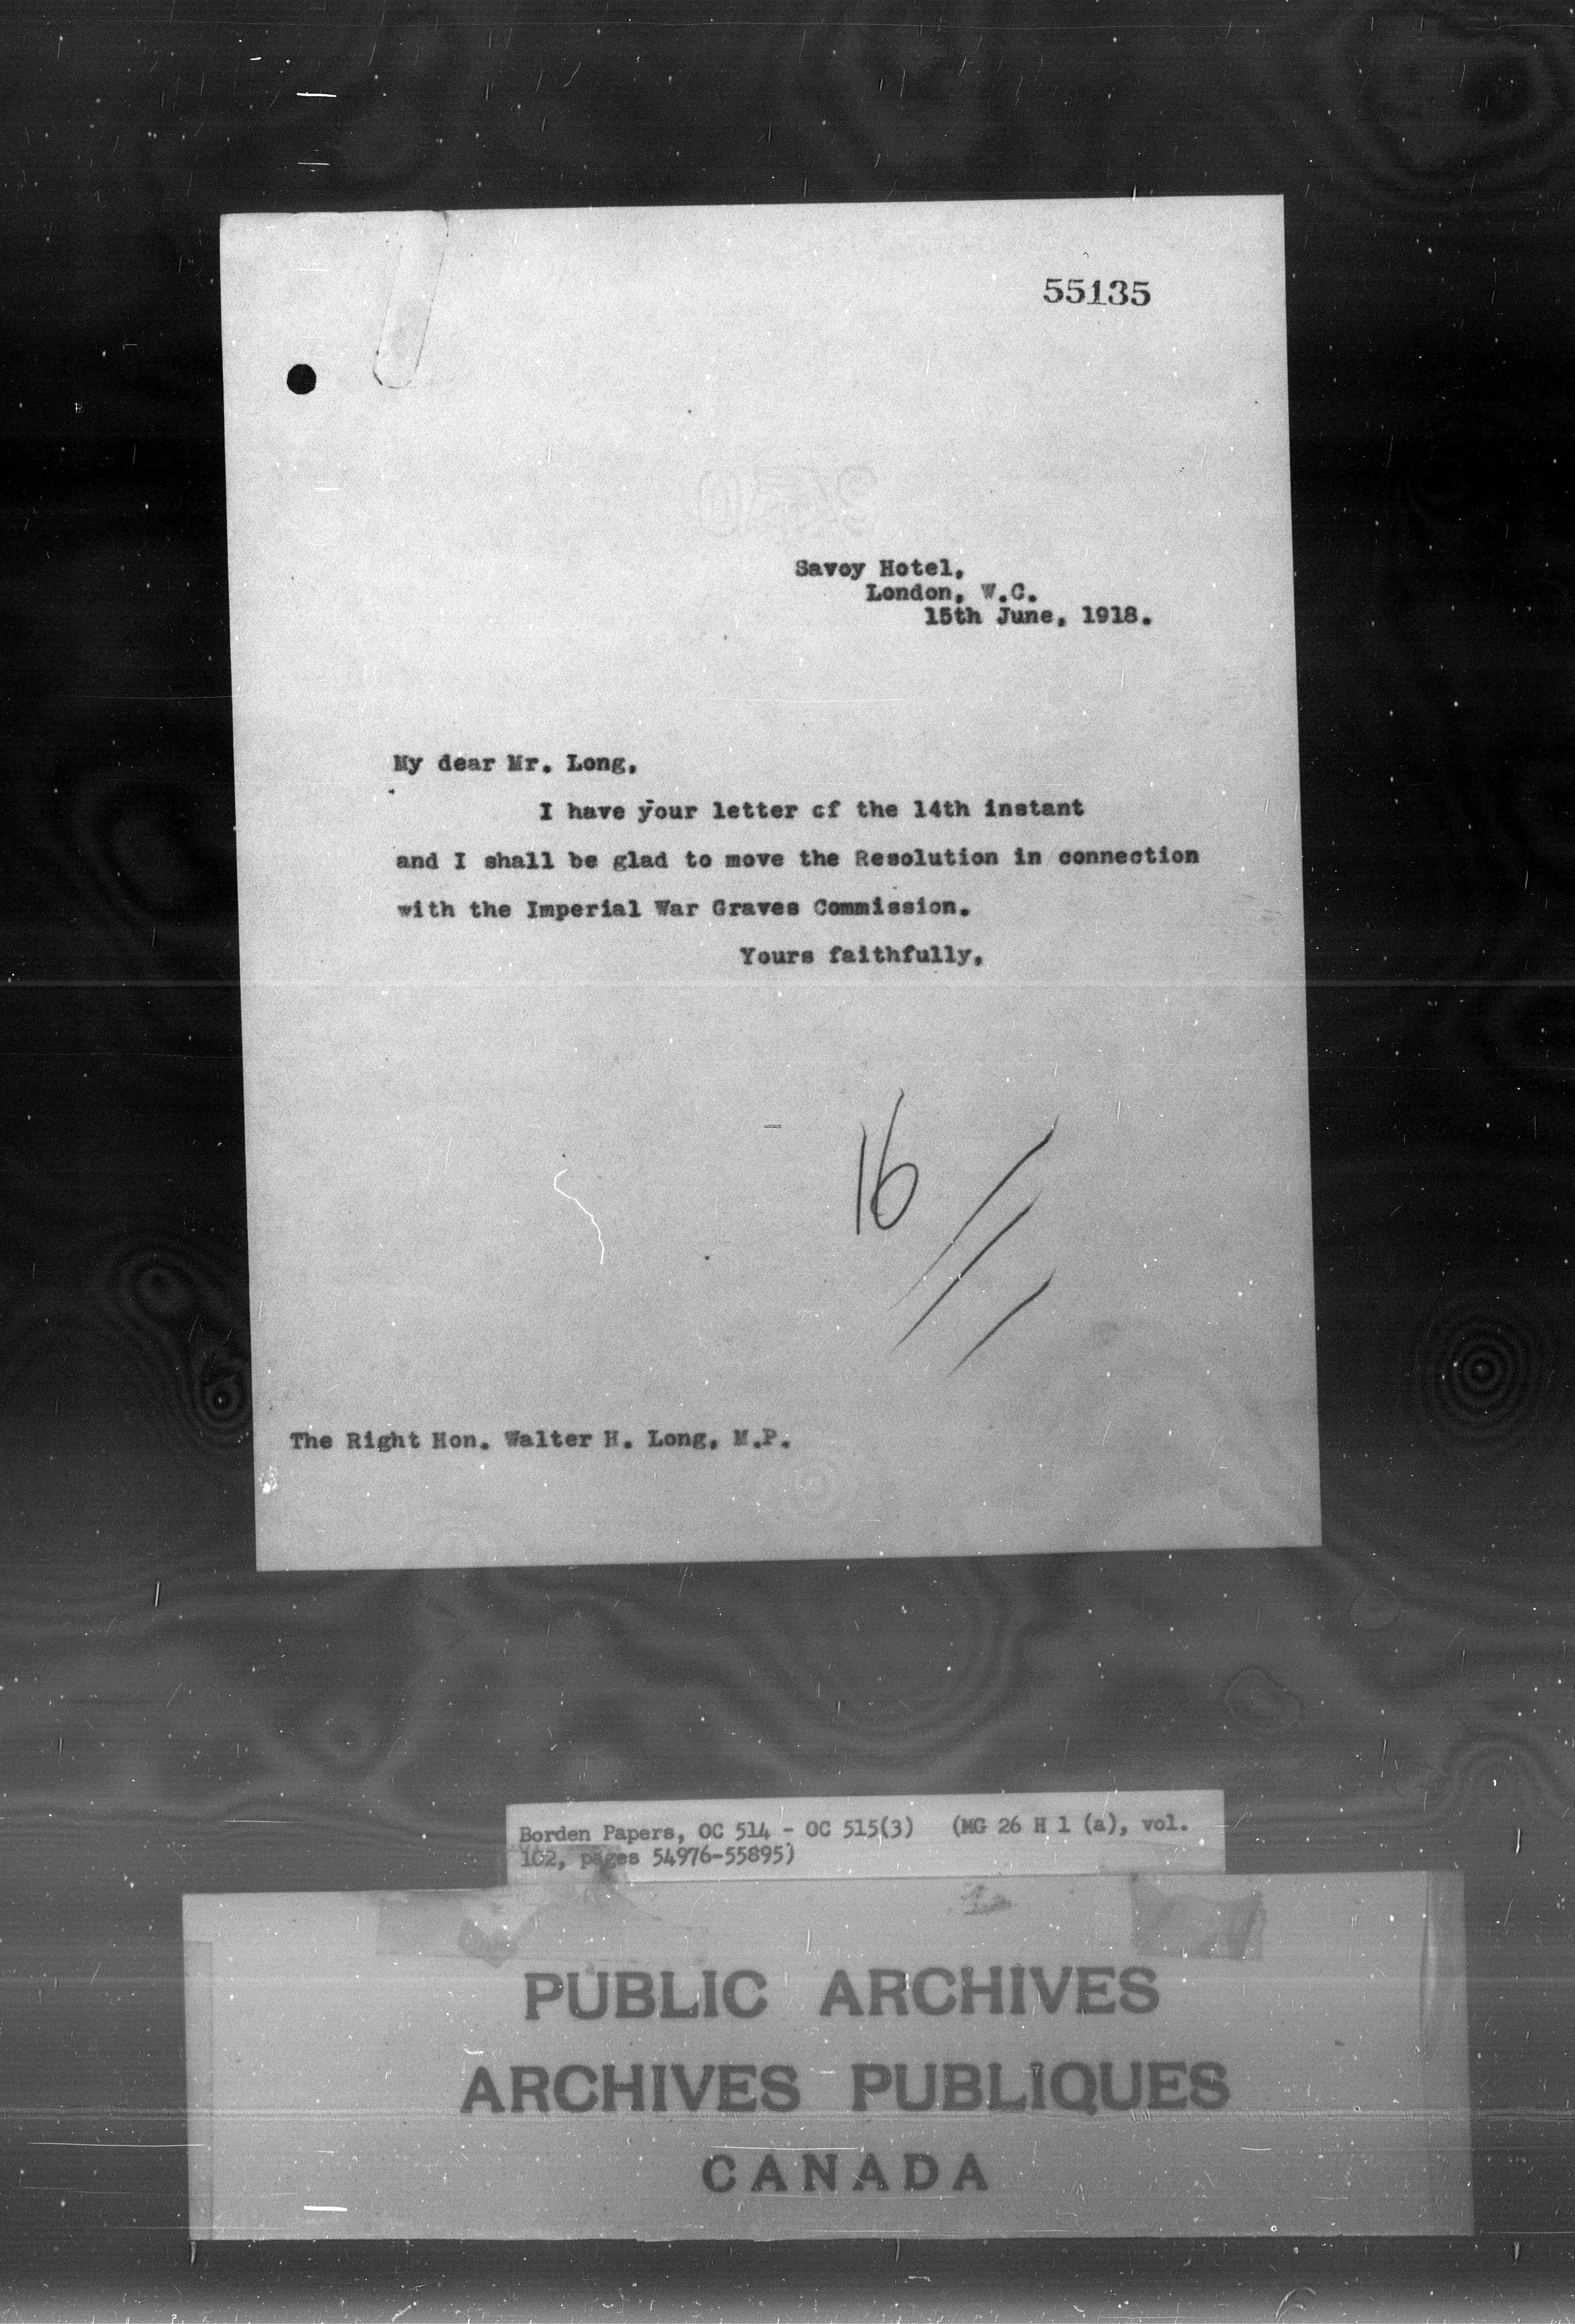 55135
Savoy Hotel,
London, W.C.
15th June, 1918.
My dear Mr. Long,
I have your letter of the 14th instant
and I shall be glad to move the Resolution in connection
with the Imperial War Graves Commission.
Yours faithfully,
16
The Right Hon. Walter H. Long, M.P.
Borden Papers, OC 514 - OC 515(3) (MG 26 H 1 (a), vol.
102, pages 54976-55895)
PUBLIC ARCHIVES
ARCHIVES PUBLIQUES
CANADA